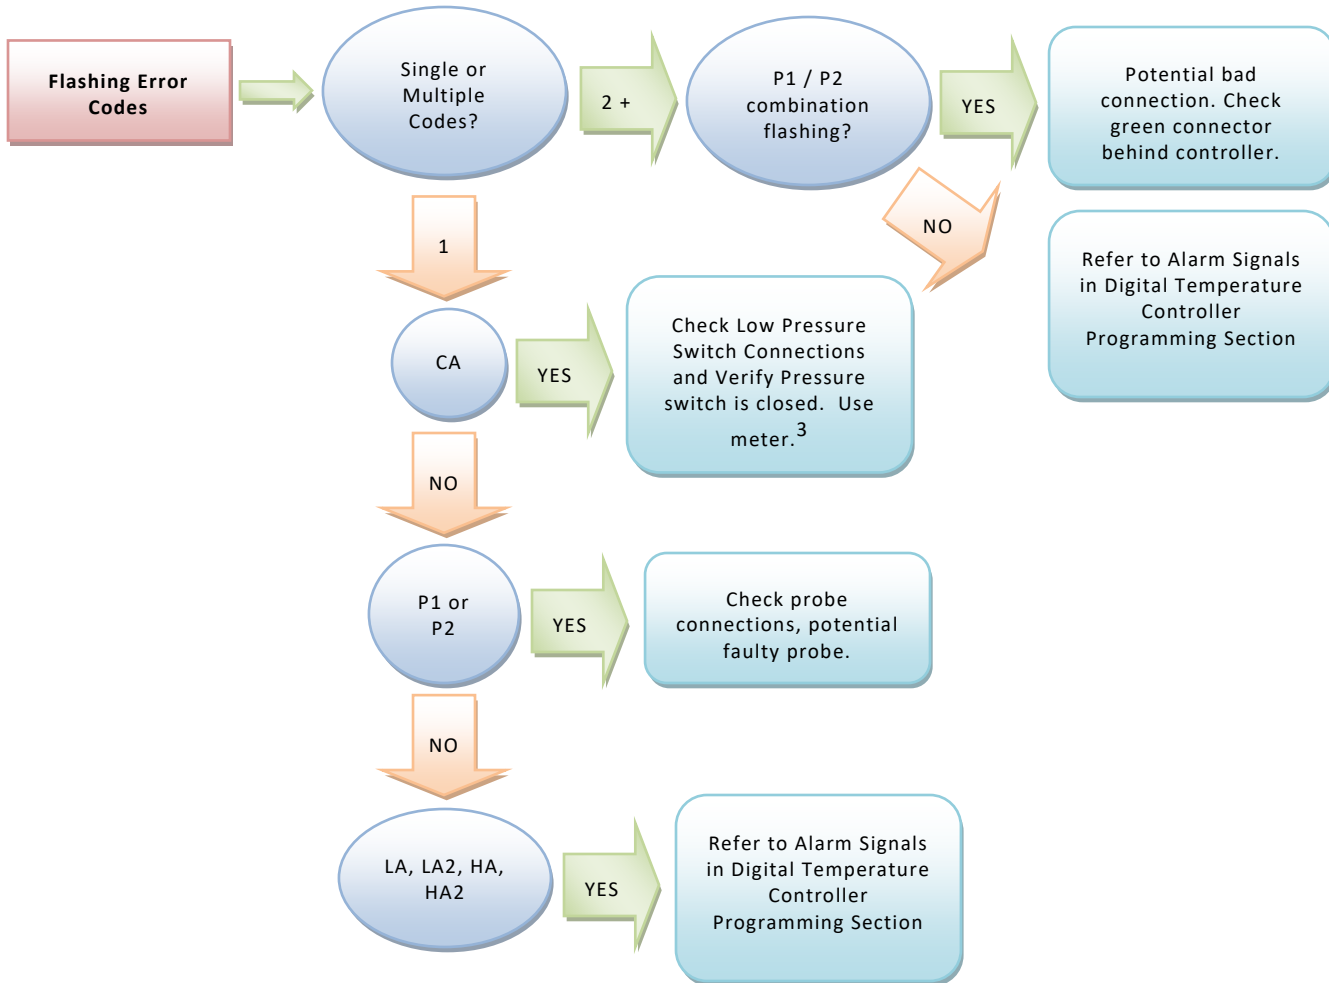 Flashing Error
Codes
Single or
Multiple
Codes?
2 +
P1 / P2
combination
flashing?
YES
Potential bad
connection. Check
green connector
behind controller.
NO
Refer to Alarm Signals
in Digital Temperature
Controller
Programming Section
1
CA
YES
Check Low Pressure
Switch Connections
and Verify Pressure
switch is closed.  Use
meter.3
NO
P1 or
P2
YES
Check probe
connections, potential
faulty probe.
NO
LA, LA2, HA,
HA2
YES
Refer to Alarm Signals
in Digital Temperature
Controller
Programming Section